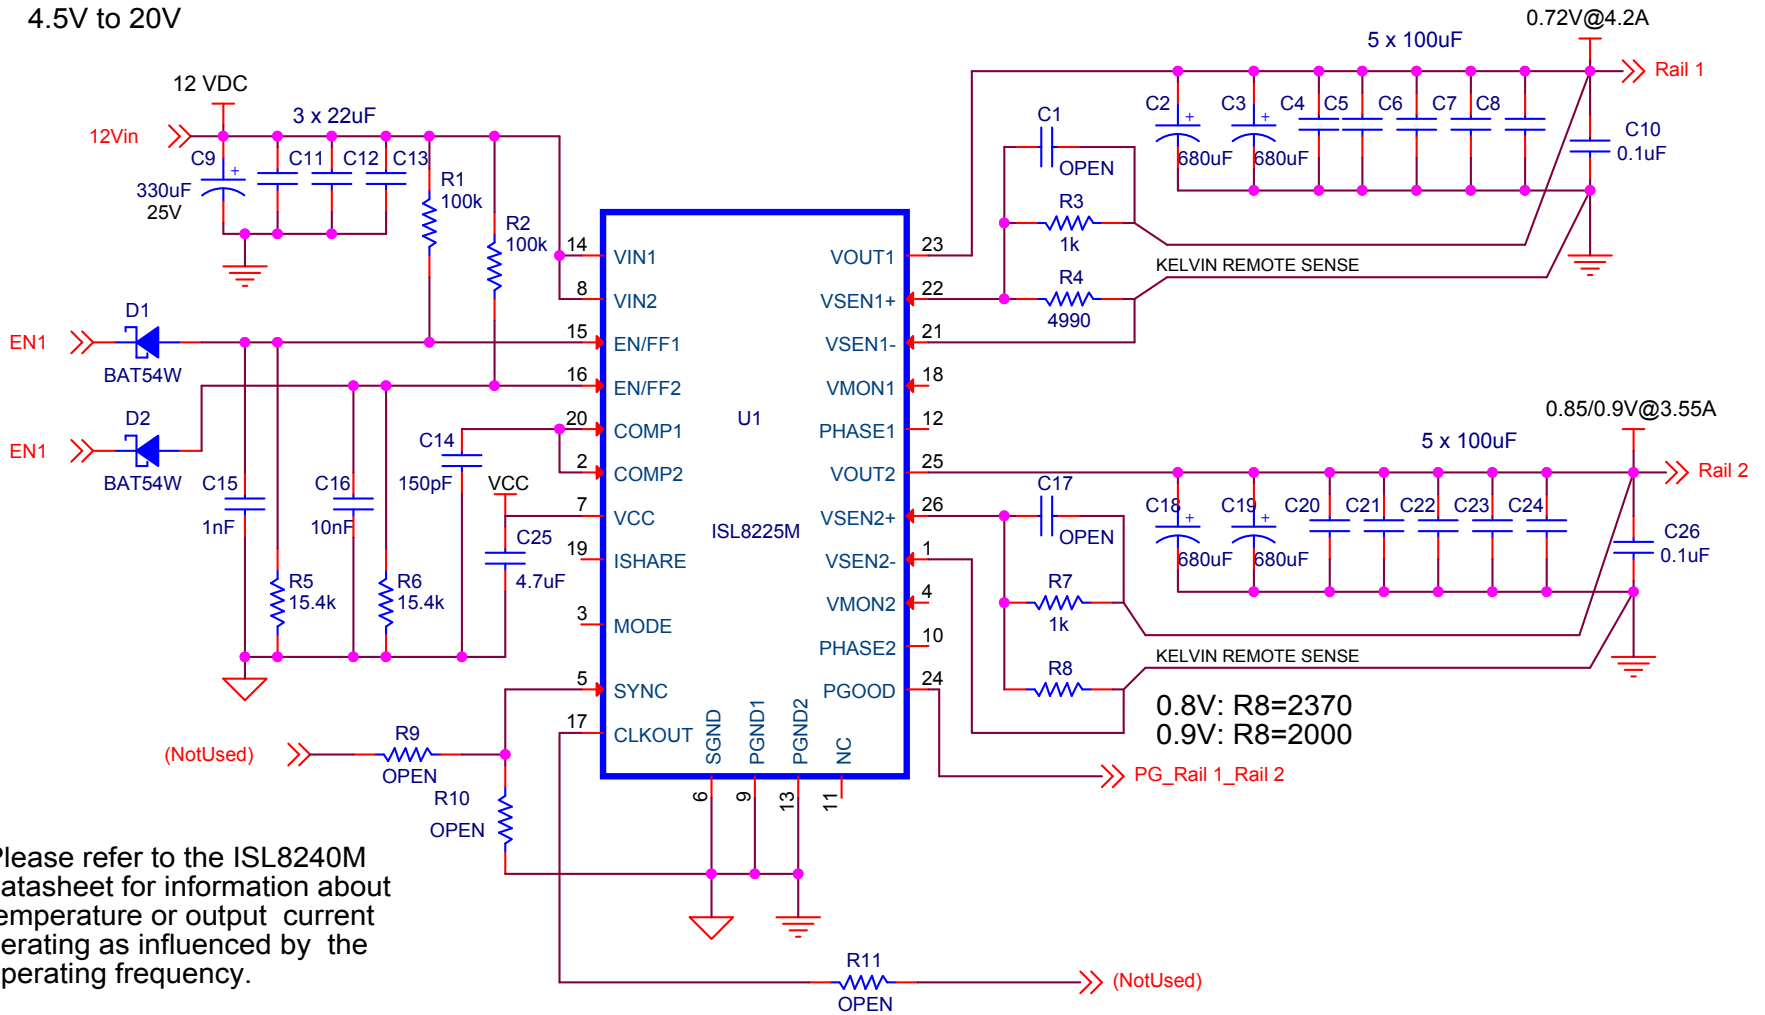 4.5V to 20V
0.72V@4.2A
5 x 100uF
Rail 1
12 VDC
3 x 22uF
12Vin
C9
C11
C12
C13
330uF
25V
R1
100k
R2
100k
C1
OPEN
C2
C3
C4
C5
C6
C7
C8
680uF
680uF
C10
0.1uF
R3
1k
KELVIN REMOTE SENSE
R4
4990
14
VIN1
8
VIN2
15
EN/FF1
16
EN/FF2
20
COMP1
2
COMP2
7
VCC
19
ISHARE
3
MODE
5
SYNC
17
CLKOUT
U1
ISL8225M
VOUT1
23
VSEN1+
22
VSEN1-
21
VMON1
18
PHASE1
12
VOUT2
25
VSEN2+
26
VSEN2-
1
VMON2
4
PHASE2
10
PGOOD
24
SGND
PGND1
PGND2
NC
6
9
13
11
D1
EN1
BAT54W
D2
EN1
BAT54W
C14
150pF
VCC
C15
1nF
C16
10nF
C25
4.7uF
R5
15.4k
R6
15.4k
0.85/0.9V@3.55A
5 x 100uF
Rail 2
C17
OPEN
C18
C19
C20
C21
C22
C23
C24
680uF
680uF
C26
0.1uF
R7
1k
KELVIN REMOTE SENSE
R8
0.8V: R8=2370
0.9V: R8=2000
PG_Rail 1_Rail 2
(NotUsed)
R9
OPEN
R10
OPEN
Please refer to the ISL8240M
atasheet for information about
emperature or output current
erating as influenced by the
perating frequency.
R11
OPEN
(NotUsed)